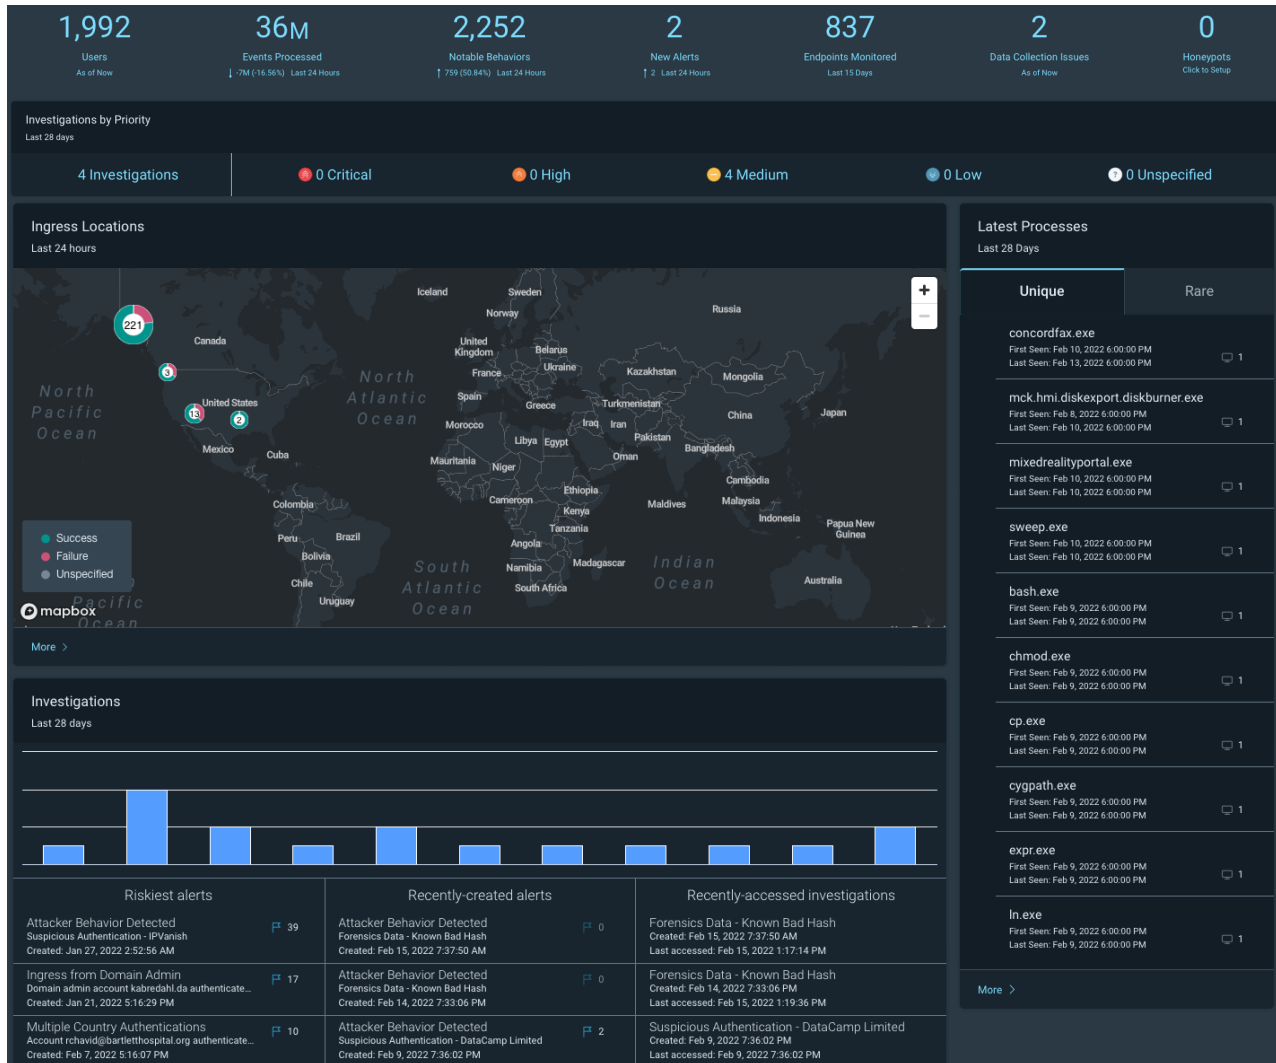 1,992
Users
As of Now
36M
Events Processed
↓ -7M (-16.56%) Last 24 Hours
2,252
Notable Behaviors
↑ 759 (50.84%) Last 24 Hours
2
New Alerts
↑ 2 Last 24 Hours
837
Endpoints Monitored
Last 15 Days
2
Data Collection Issues
As of Now
0
Honeypots
Click to Setup
Investigations by Priority
Last 28 days
4 Investigations
0 Critical
0 High
4 Medium
0 Low
? 0 Unspecified
Ingress Locations
Last 24 hours
Iceland
Sweden
Norway
Russia
221
Canada
United
Kingdom
Belarus
Ukraine
France
Kazakhstan
Mongolia
3
North
Pacific
Ocean
North
Atlantic
Ocean
United States
13
2
Spain
Greece
Turkmenistan
China
Japan
Morocco
Iraq
Iran
Pakistan
Libya
Egypt
Bangladesh
Mexico
Cuba
Mauritania
Niger
Oman
Cambodia
Ethiopia
Cameroon
Kenya
Maldives
Malaysia
Colombia
Indonesia
Papua New
Guinea
Tanzania
Peru
Brazil
Angola
Bolivia
Namibia
Madagascar
Indian
Ocean
Chile
South
Atlantic
Ocean
South Africa
Australia
Uruguay
Success
Failure
Unspecified
Pacific
Ocean
mapbox
+
−
More >
Latest Processes
Last 28 Days
Unique
Rare
concordfax.exe
First Seen: Feb 10, 2022 6:00:00 PM
Last Seen: Feb 13, 2022 6:00:00 PM
1
mck.hmi.diskexport.diskburner.exe
First Seen: Feb 8, 2022 6:00:00 PM
Last Seen: Feb 10, 2022 6:00:00 PM
1
mixedrealityportal.exe
First Seen: Feb 10, 2022 6:00:00 PM
Last Seen: Feb 10, 2022 6:00:00 PM
1
sweep.exe
First Seen: Feb 10, 2022 6:00:00 PM
Last Seen: Feb 10, 2022 6:00:00 PM
1
bash.exe
First Seen: Feb 9, 2022 6:00:00 PM
Last Seen: Feb 9, 2022 6:00:00 PM
1
chmod.exe
First Seen: Feb 9, 2022 6:00:00 PM
Last Seen: Feb 9, 2022 6:00:00 PM
1
cp.exe
First Seen: Feb 9, 2022 6:00:00 PM
Last Seen: Feb 9, 2022 6:00:00 PM
1
cygpath.exe
First Seen: Feb 9, 2022 6:00:00 PM
Last Seen: Feb 9, 2022 6:00:00 PM
1
expr.exe
First Seen: Feb 9, 2022 6:00:00 PM
Last Seen: Feb 9, 2022 6:00:00 PM
1
ln.exe
First Seen: Feb 9, 2022 6:00:00 PM
Last Seen: Feb 9, 2022 6:00:00 PM
1
More >
Investigations
Last 28 days
Riskiest alerts
Attacker Behavior Detected
Suspicious Authentication - IPVanish
Created: Jan 27, 2022 2:52:56 AM
39
Ingress from Domain Admin
Domain admin account kabredahl.da authenticate...
Created: Jan 21, 2022 5:16:29 PM
17
Multiple Country Authentications
Account rchavid@bartletthospital.org authenticate...
Created: Feb 7, 2022 5:16:07 PM
10
Recently-created alerts
Attacker Behavior Detected
Forensics Data - Known Bad Hash
Created: Feb 15, 2022 7:37:50 AM
0
Attacker Behavior Detected
Forensics Data - Known Bad Hash
Created: Feb 14, 2022 7:33:06 PM
0
Attacker Behavior Detected
Suspicious Authentication - DataCamp Limited
Created: Feb 9, 2022 7:36:02 PM
2
Recently-accessed investigations
Forensics Data - Known Bad Hash
Created: Feb 15, 2022 7:37:50 AM
Last accessed: Feb 15, 2022 1:17:14 PM
Forensics Data - Known Bad Hash
Created: Feb 14, 2022 7:33:06 PM
Last accessed: Feb 15, 2022 1:19:36 PM
Suspicious Authentication - DataCamp Limited
Created: Feb 9, 2022 7:36:02 PM
Last accessed: Feb 9, 2022 7:36:02 PM